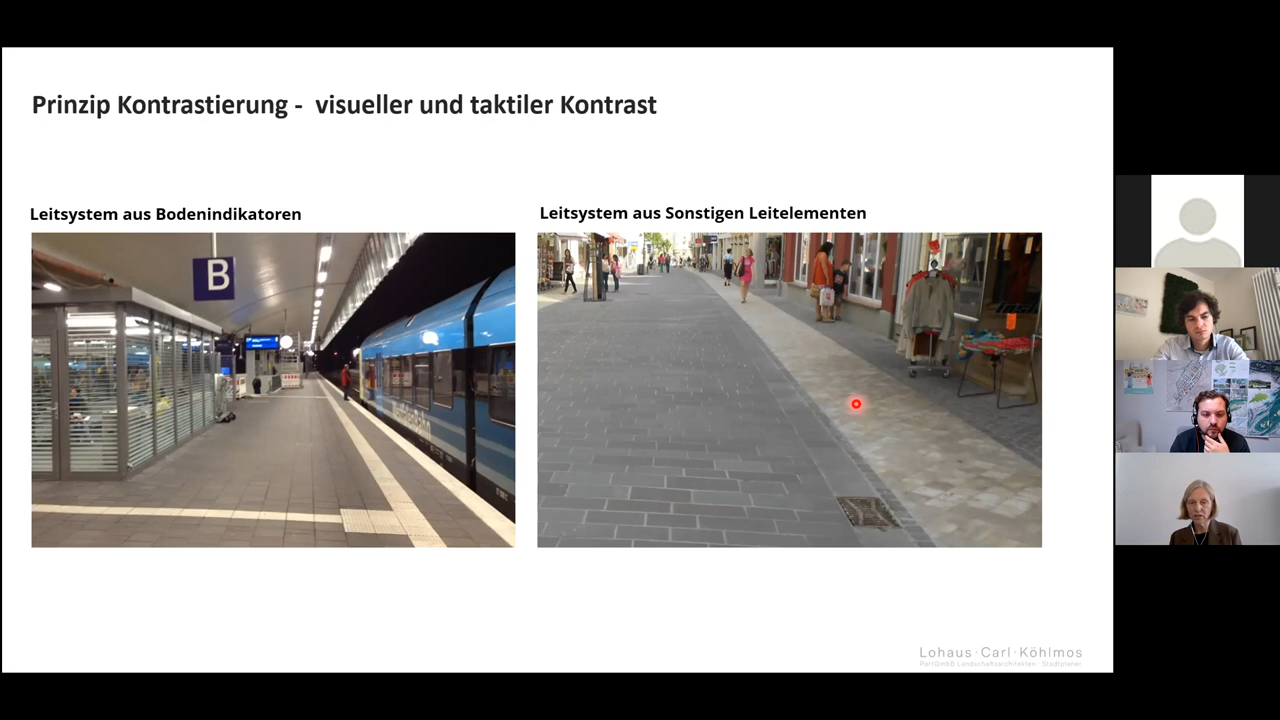 Prinzip Kontrastierung -  visueller und taktiler Kontrast
Leitsystem aus Bodenindikatoren
Leitsystem aus Sonstigen Leitelementen
B
Lohaus · Carl · Köhlmos
PartGmbB Landschaftsarchitekten · Stadtplaner